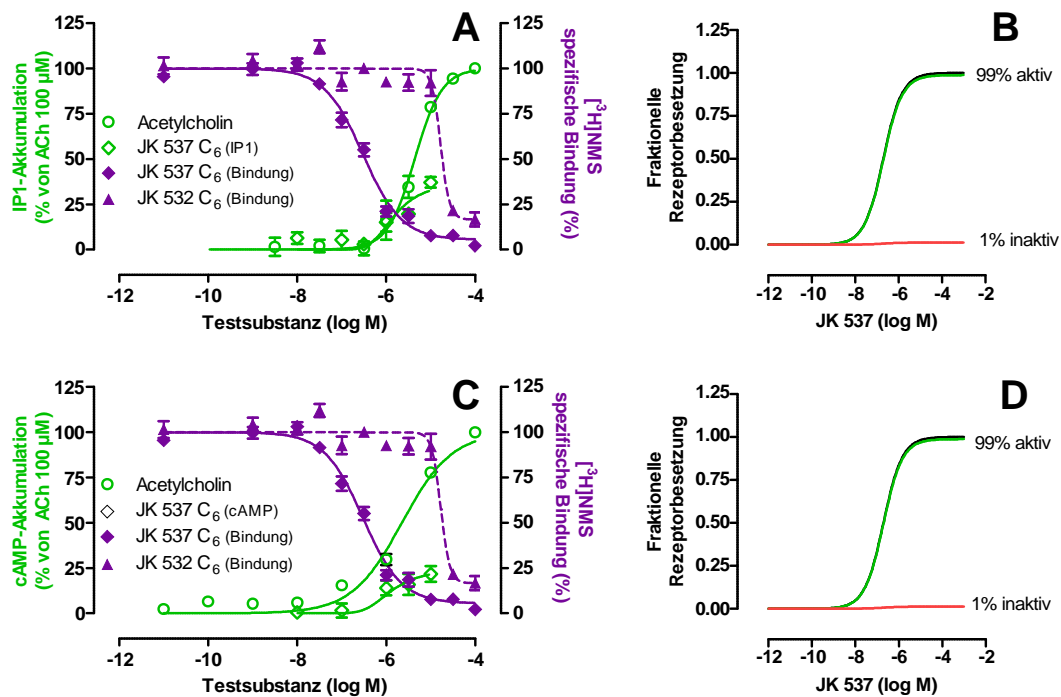 A
125
100
75
50
25
0
IP1-Akkumulation
(% von ACh 100 µM)
Acetylcholin
JK 537 C6 (IP1)
JK 537 C6 (Bindung)
JK 532 C6 (Bindung)
125
100
75
50
25
0
[³H]NMS
spezifische Bindung (%)
-12 -10 -8 -6 -4
Testsubstanz (log M)
B
1.25
1.00
0.75
0.50
0.25
0.00
Fraktionelle
Rezeptorbesetzung
99% aktiv
1% inaktiv
-12 -10 -8 -6 -4 -2
JK 537 (log M)
C
125
100
75
50
25
0
cAMP-Akkumulation
(% von ACh 100 µM)
Acetylcholin
JK 537 C6 (cAMP)
JK 537 C6 (Bindung)
JK 532 C6 (Bindung)
125
100
75
50
25
0
[³H]NMS
spezifische Bindung (%)
-12 -10 -8 -6 -4
Testsubstanz (log M)
D
1.25
1.00
0.75
0.50
0.25
0.00
Fraktionelle
Rezeptorbesetzung
99% aktiv
1% inaktiv
-12 -10 -8 -6 -4 -2
JK 537 (log M)